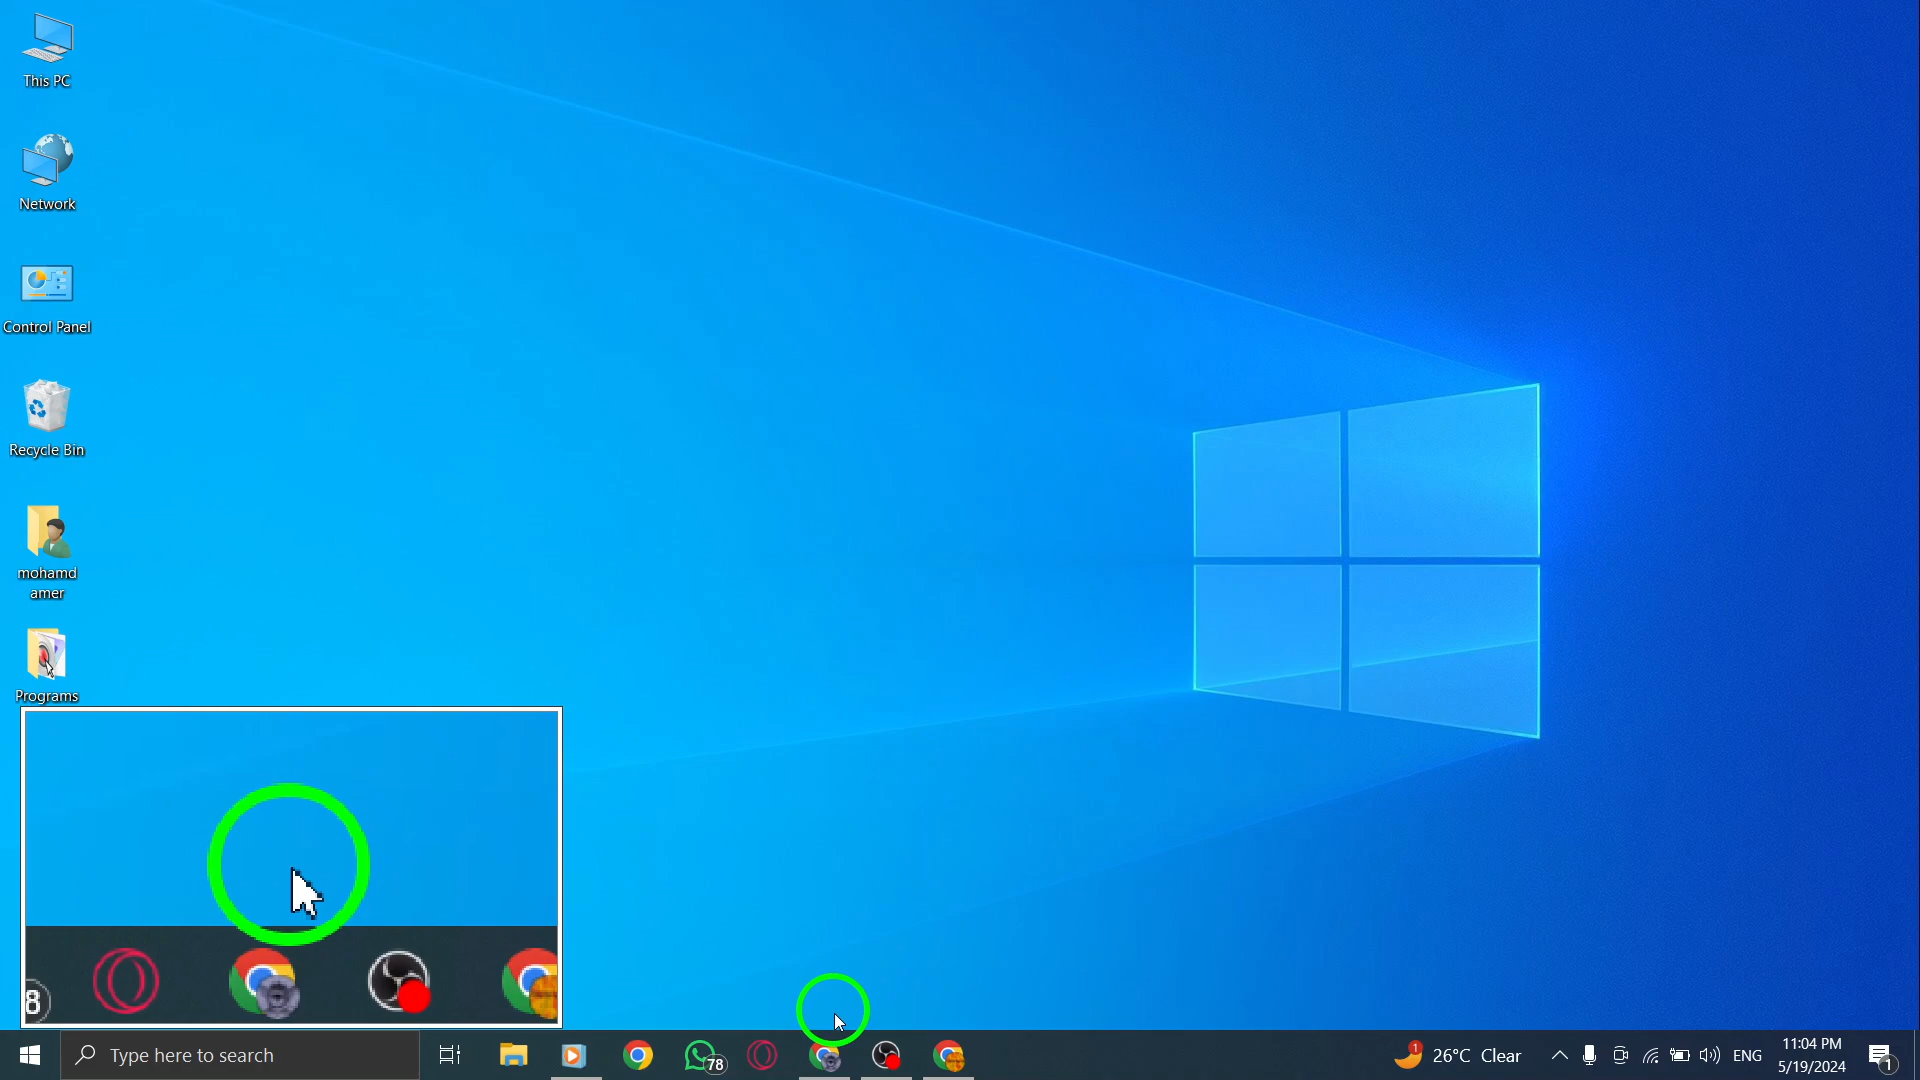 This PC
Network
Control Panel
Recycle Bin
mohamd
amer
Programs
8
Type here to search
78
1
26°C Clear
ENG
11:04 PM
5/19/2024
1